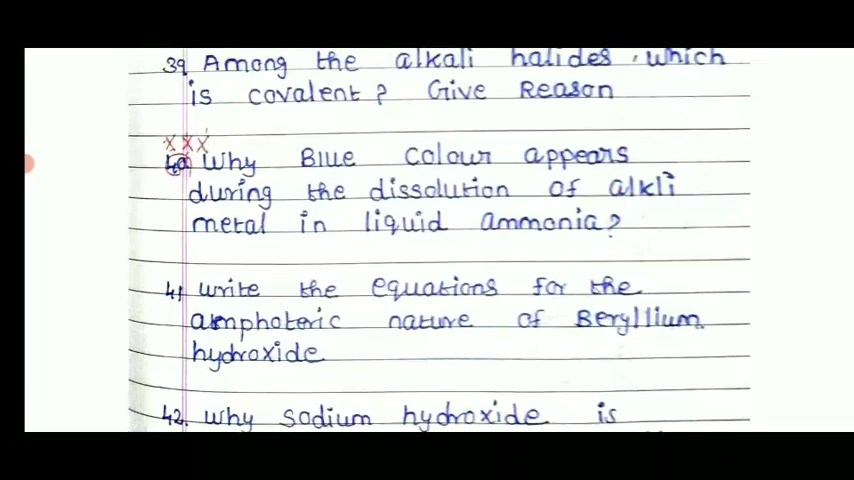 39 Among the alkali halides, which
is covalent? Give Reason
x x x
40 Why Blue colour appears
during the dissolution of alkli
metal in liquid ammonia?
41 write the equations for the
amphoteric nature of Beryllium
hydroxide
42. why sodium hydroxide is